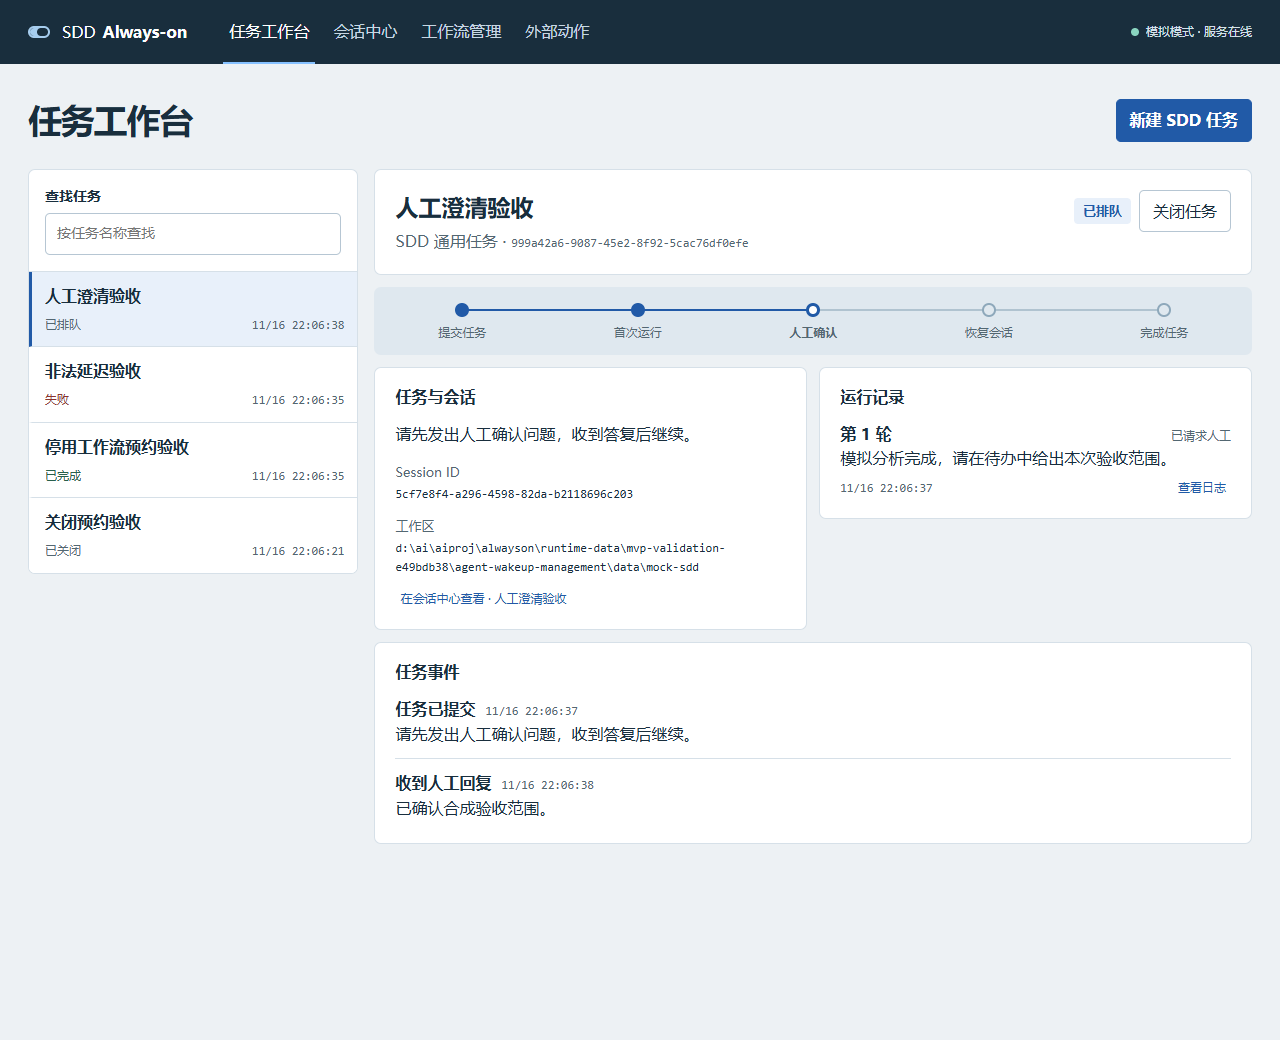 SDD Always-on 任务工作台 会话中心 工作流管理 外部动作 模拟模式 · 服务在线
任务工作台
新建 SDD 任务
查找任务
按任务名称查找
人工澄清验收
已排队 11/16 22:06:38
非法延迟验收
失败 11/16 22:06:35
停用工作流预约验收
已完成 11/16 22:06:35
关闭预约验收
已关闭 11/16 22:06:21
人工澄清验收
SDD 通用任务 · 999a42a6-9087-45e2-8f92-5cac76df0efe
已排队
关闭任务
提交任务 首次运行 人工确认 恢复会话 完成任务
任务与会话
请先发出人工确认问题，收到答复后继续。
Session ID
5cf7e8f4-a296-4598-82da-b2118696c203
工作区
d:\ai\aiproj\alwayson\runtime-data\mvp-validation-
e49bdb38\agent-wakeup-management\data\mock-sdd
在会话中心查看 · 人工澄清验收
运行记录
第 1 轮 已请求人工
模拟分析完成，请在待办中给出本次验收范围。
11/16 22:06:37 查看日志
任务事件
任务已提交 11/16 22:06:37
请先发出人工确认问题，收到答复后继续。
收到人工回复 11/16 22:06:38
已确认合成验收范围。